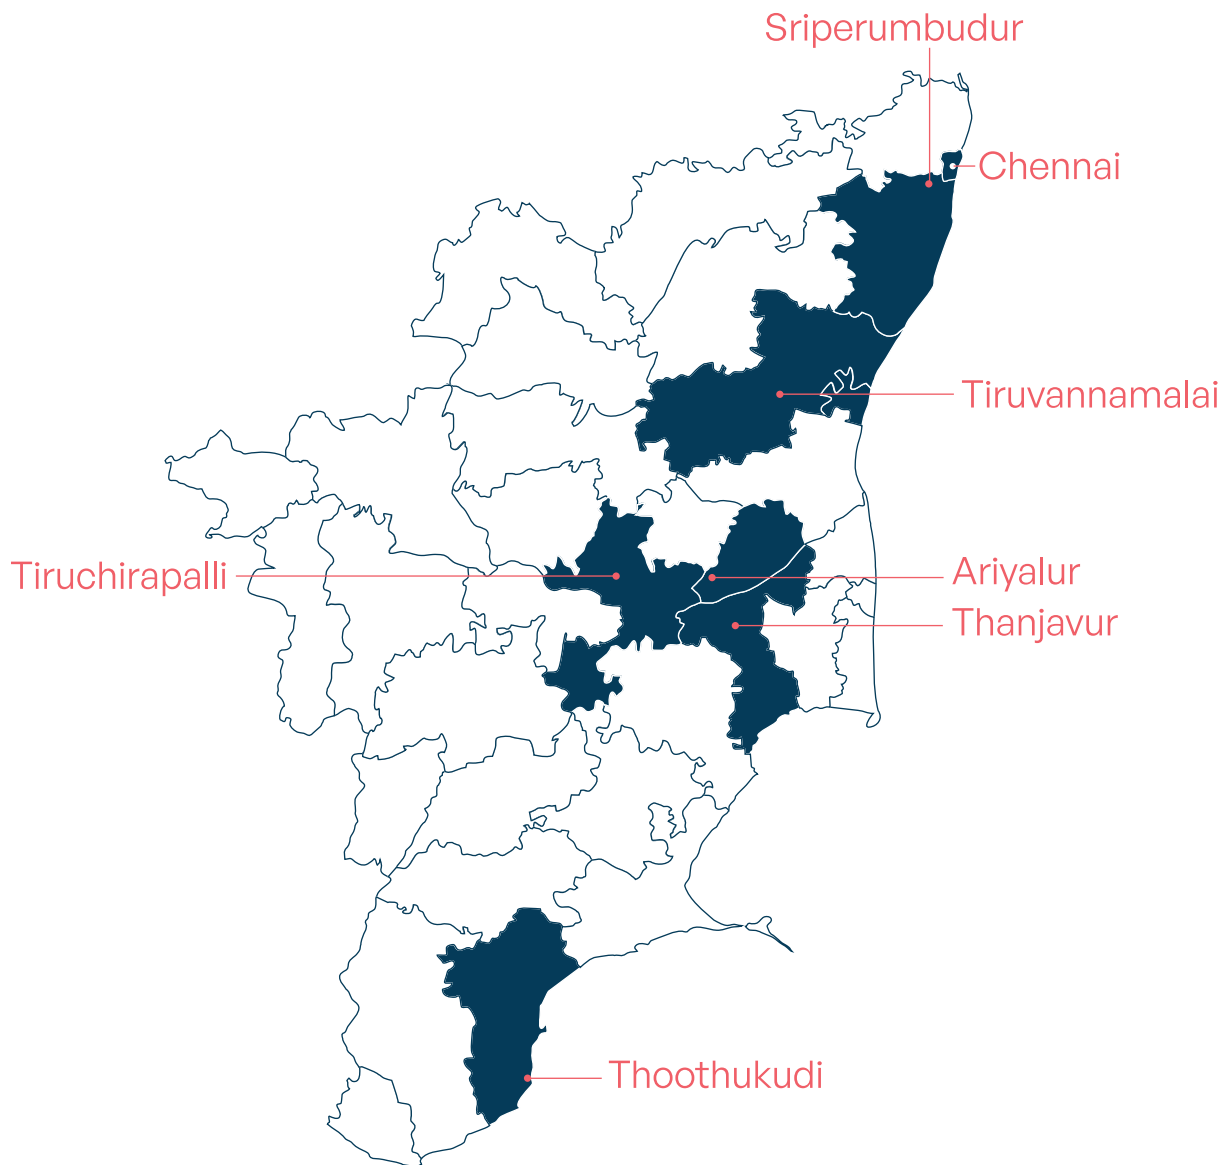 Sriperumbudur
Chennai
Tiruvannamalai
Tiruchirapalli
Ariyalur
Thanjavur
Thoothukudi